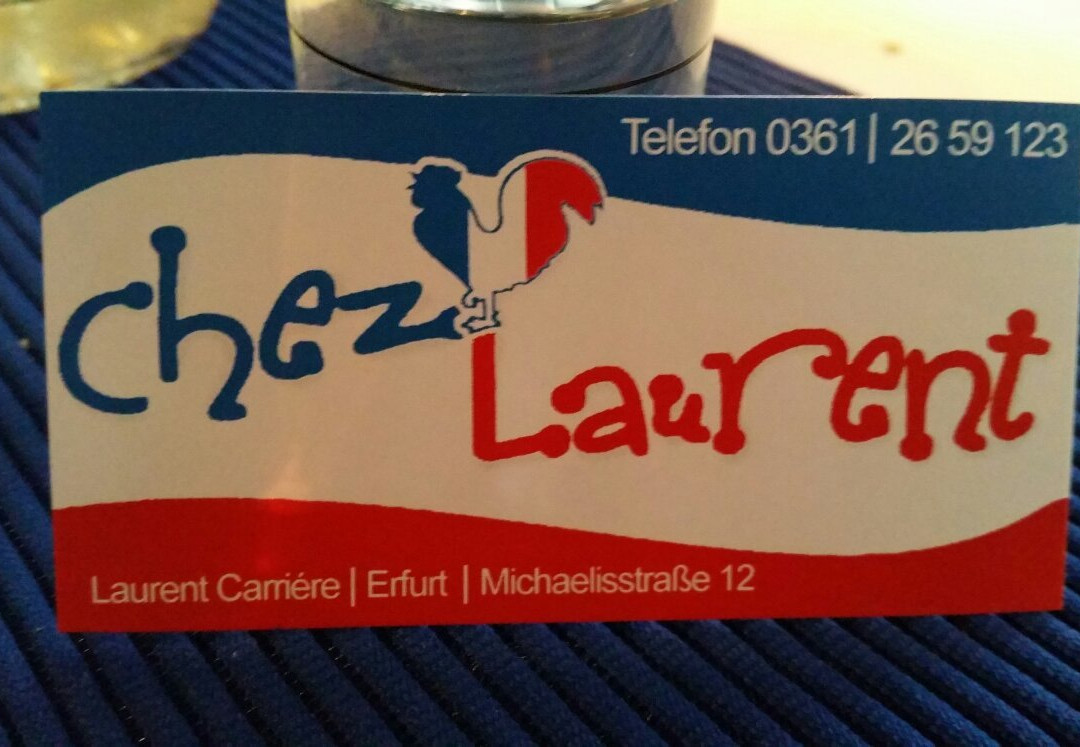 Telefon 0361 | 26 59 123
chez
Laurent
Laurent Carriére | Erfurt | Michaelisstraße 12